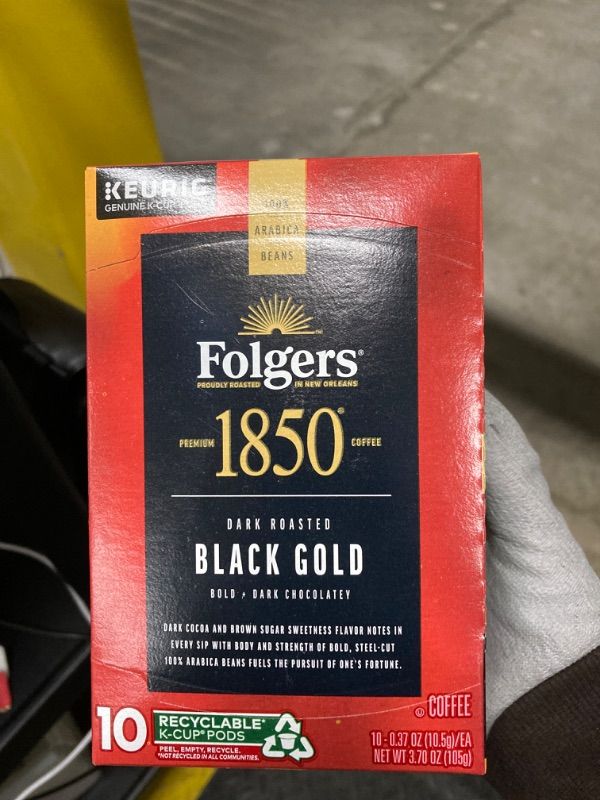 KEURIG
GENUINE K-CUP
100%
ARABICA
BEANS
Folgers®
PROUDLY ROASTED IN NEW ORLEANS
PREMIUM 1850® COFFEE
DARK ROASTED
BLACK GOLD
BOLD • DARK CHOCOLATEY
DARK COCOA AND BROWN SUGAR SWEETNESS FLAVOR NOTES IN
EVERY SIP WITH BODY AND STRENGTH OF BOLD, STEEL-CUT
100% ARABICA BEANS FUELS THE PURSUIT OF ONE'S FORTUNE.
COFFEE
10 RECYCLABLE*
K-CUP® PODS
PEEL, EMPTY, RECYCLE.
*NOT RECYCLED IN ALL COMMUNITIES.
10 - 0.37 OZ (10.5g)/EA
NET WT 3.70 OZ (105g)